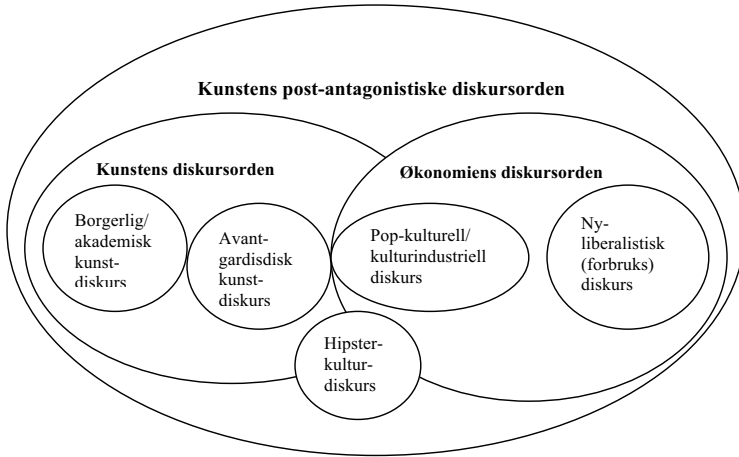 Kunstens post-antagonistiske diskursorden
Kunstens diskursorden
Økonomiens diskursorden
Borgerlig/
akademisk
kunst-
diskurs
Avant-
gardisdisk
kunst-
diskurs
Pop-kulturell/
kulturindustriell
diskurs
Ny-
liberalistisk
(forbruks)
diskurs
Hipster-
kultur-
diskurs